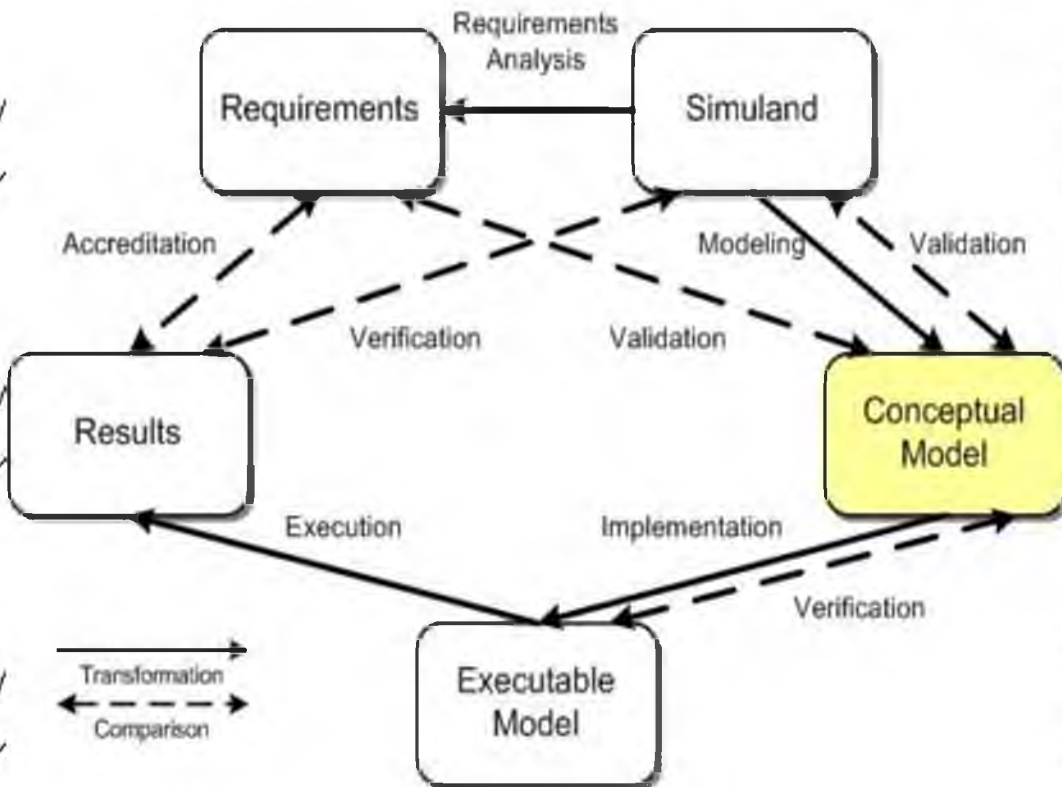 Requirements
Analysis
Requirements
Simuland
Accreditation
Modeling
Validation
Verification
Validation
Results
Conceptual
Model
Execution
Implementation
Verification
Transformation
Comparison
Executable
Model